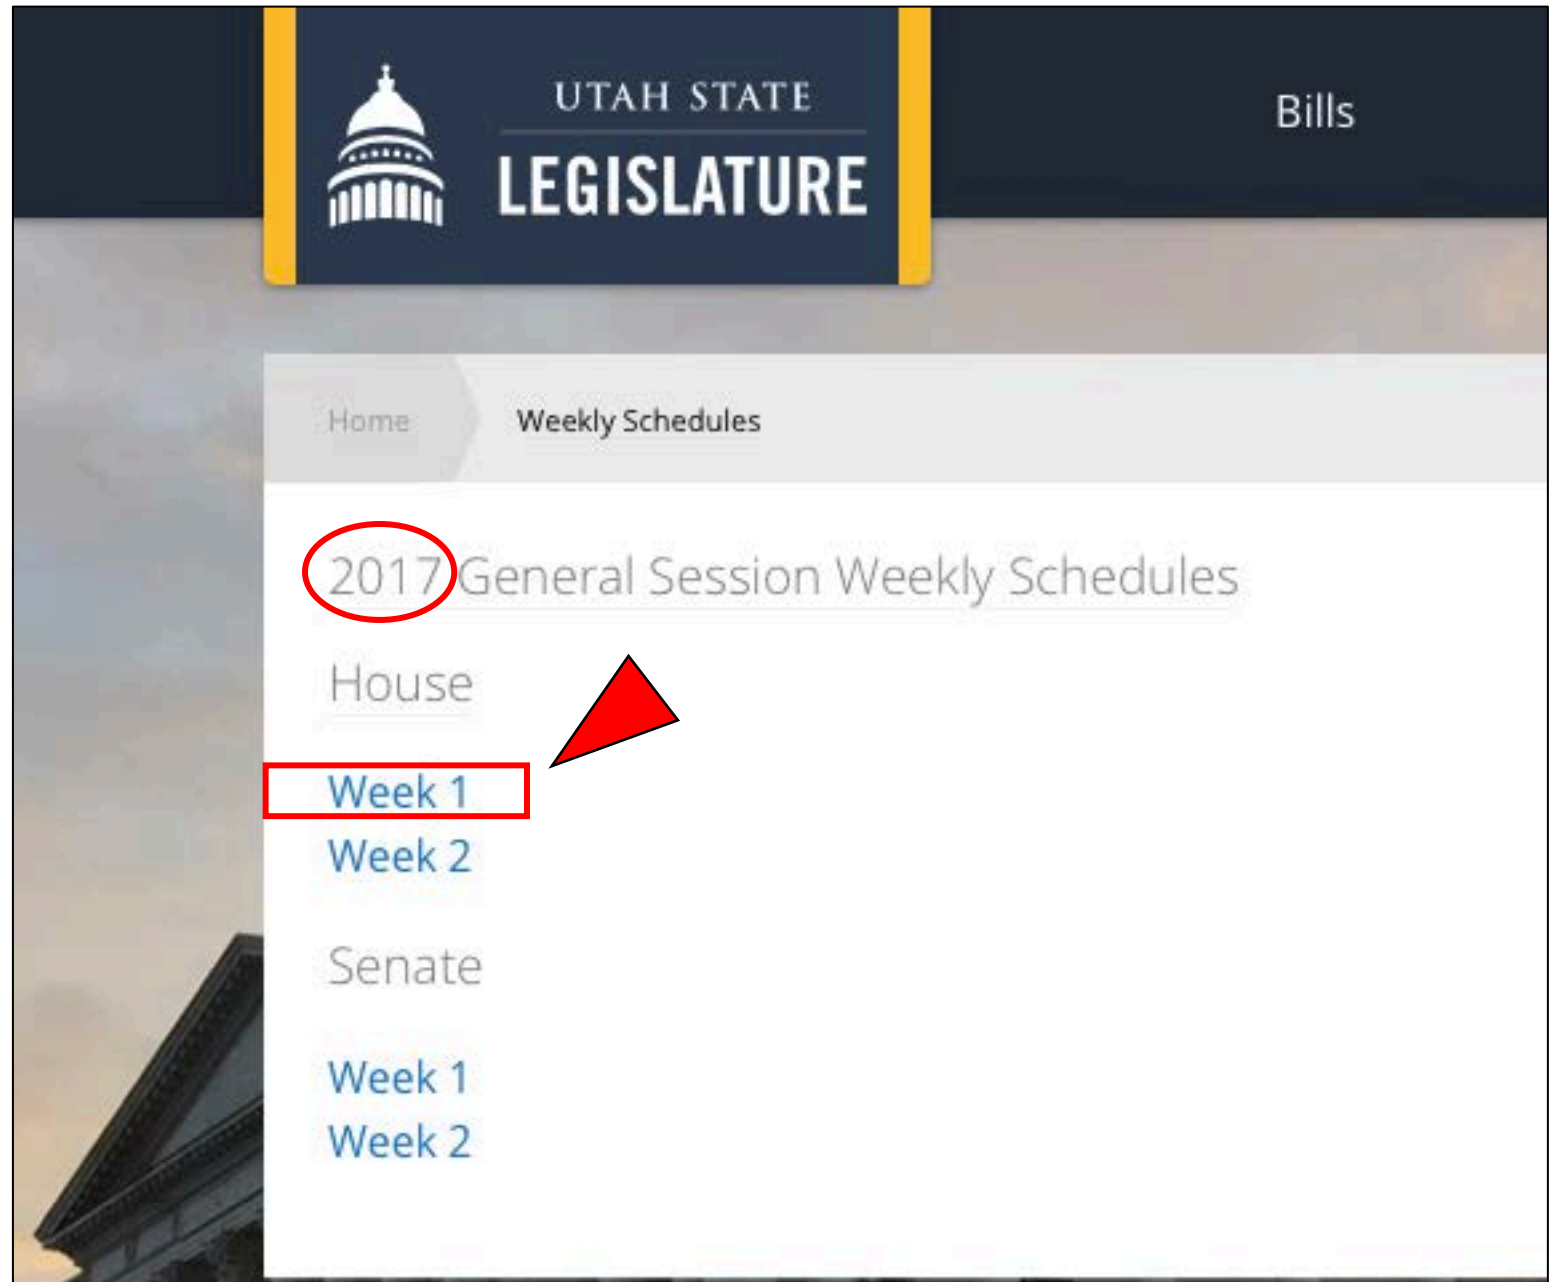 UTAH STATE
LEGISLATURE
Bills
Home
Weekly Schedules
2017 General Session Weekly Schedules
House
Week 1
Week 2
Senate
Week 1
Week 2